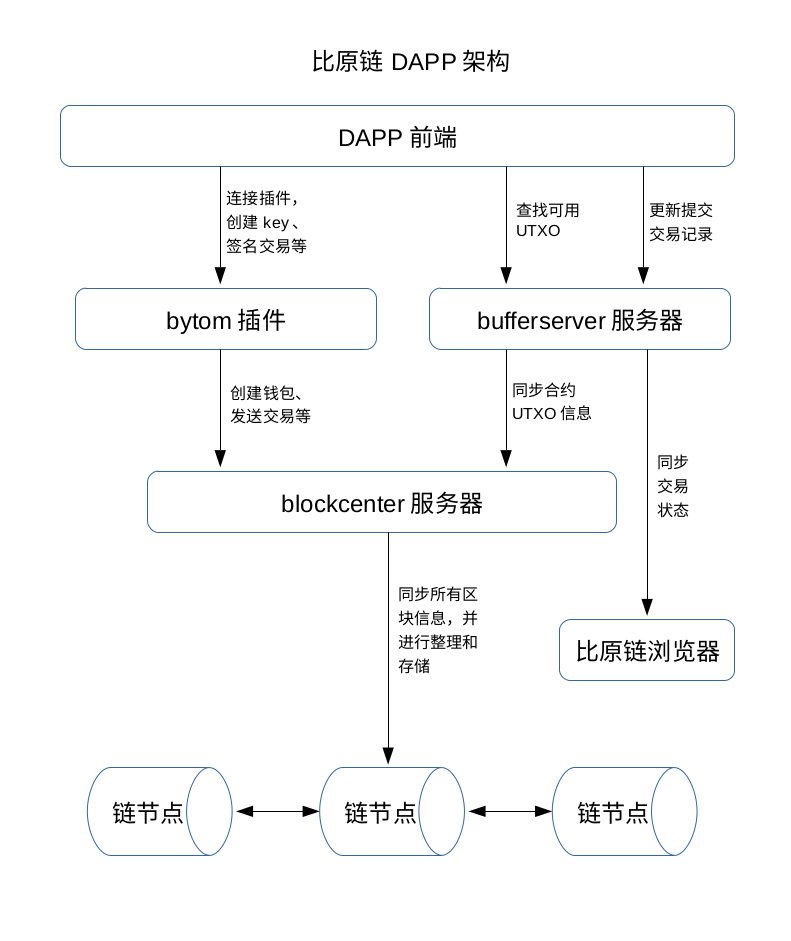 比原链 DAPP 架构
DAPP 前端
连接插件，
创建 key、
签名交易等
查找可用
UTXO
更新提交
交易记录
bytom 插件
bufferserver 服务器
创建钱包、
发送交易等
同步合约
UTXO 信息
同步
交易
状态
blockcenter 服务器
同步所有区
块信息，并
进行整理和
存储
比原链浏览器
链节点
链节点
链节点